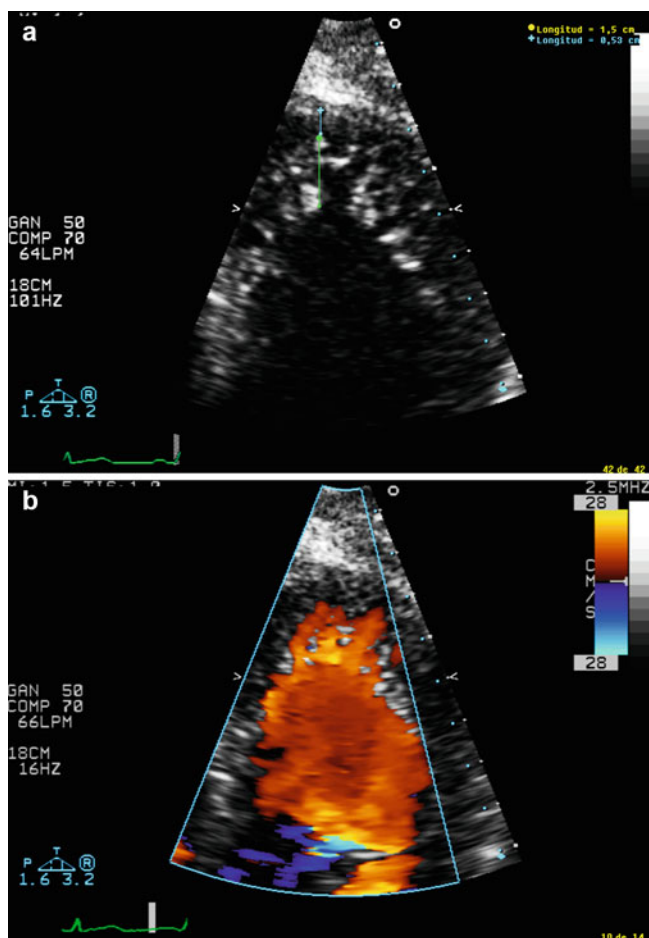 a
Longitud = 1,5 cm
Longitud = 0,53 cm
GAN 50
COMP 70
64LPM
18CM
101HZ
P T R
1.6 3.2
42 de 42
b
2.5MHZ
28
CM/S
28
GAN 50
COMP 70
66LPM
18CM
16HZ
P T R
1.6 3.2